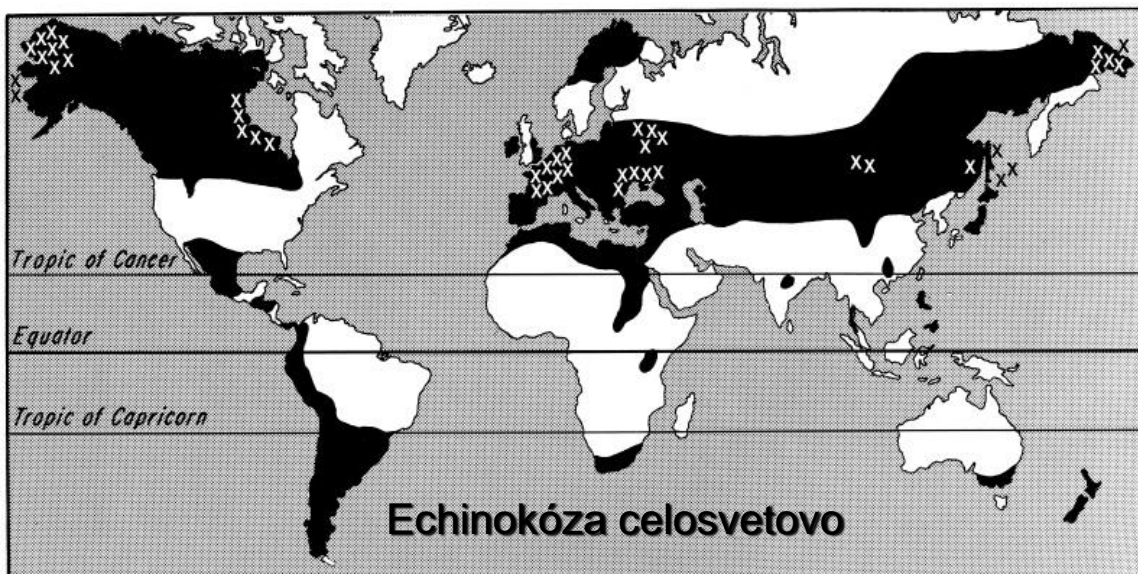 Tropic of Cancer
Equator
Tropic of Capricorn
Echinokóza celosvetovo